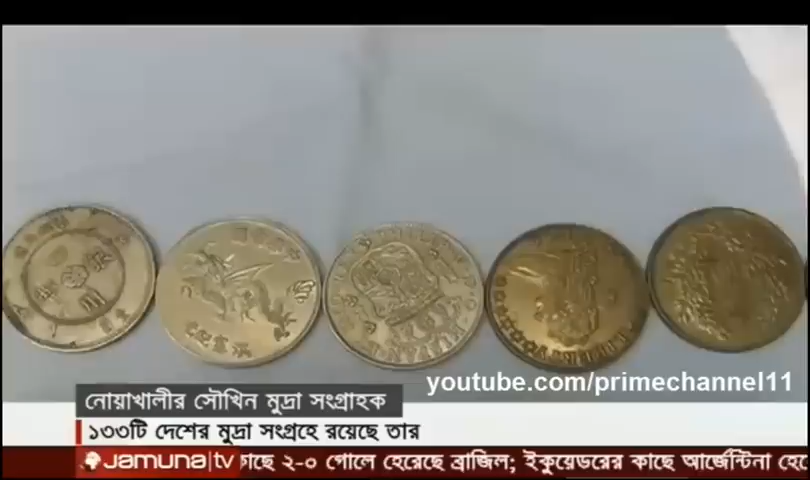 youtube.com/primechannel11
নোয়াখালীর সৌখিন মুদ্রা সংগ্রাহক
১৩৩টি দেশের মুদ্রা সংগ্রহে রয়েছে তার
Jamuna|tv কাছে ২-০ গোলে হেরেছে ব্রাজিল; ইকুয়েডরের কাছে আর্জেন্টিনা হে